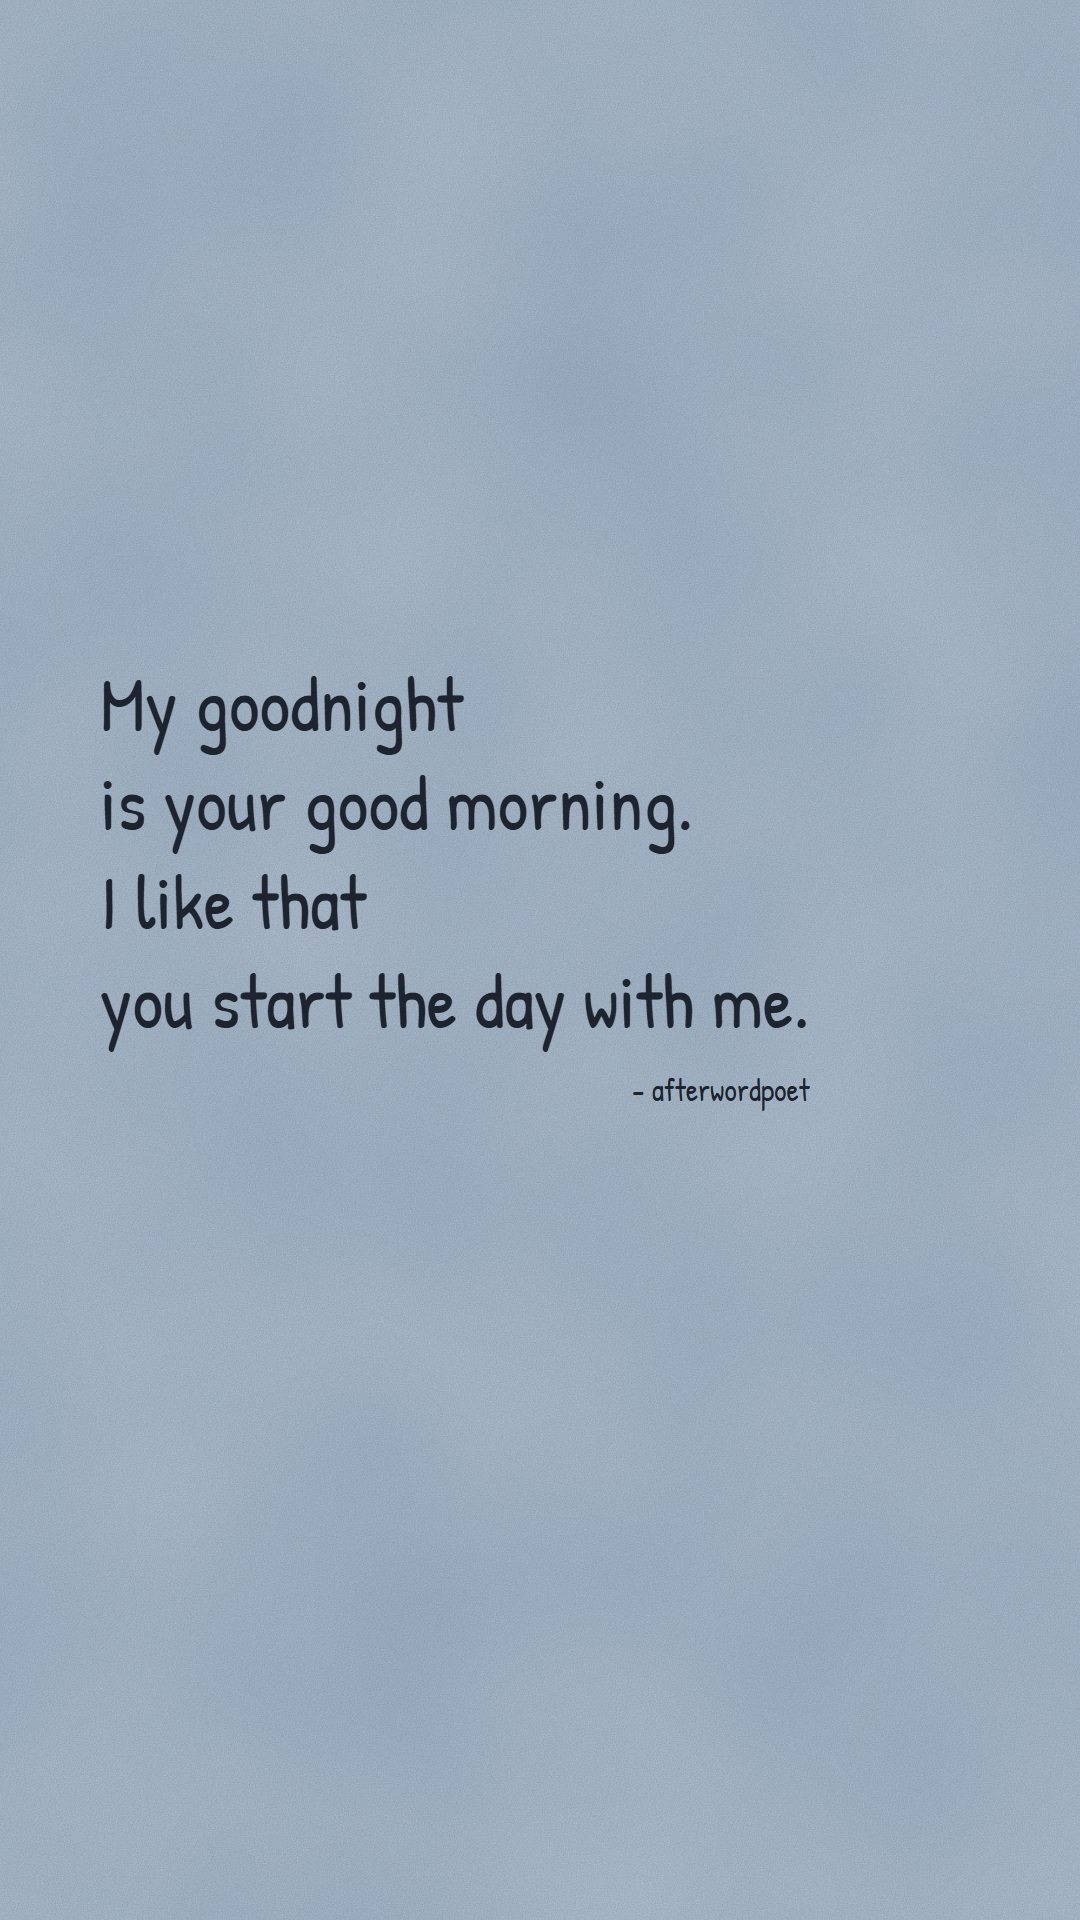 My goodnight
is your good morning.
I like that
you start the day with me.
- afterwordpoet